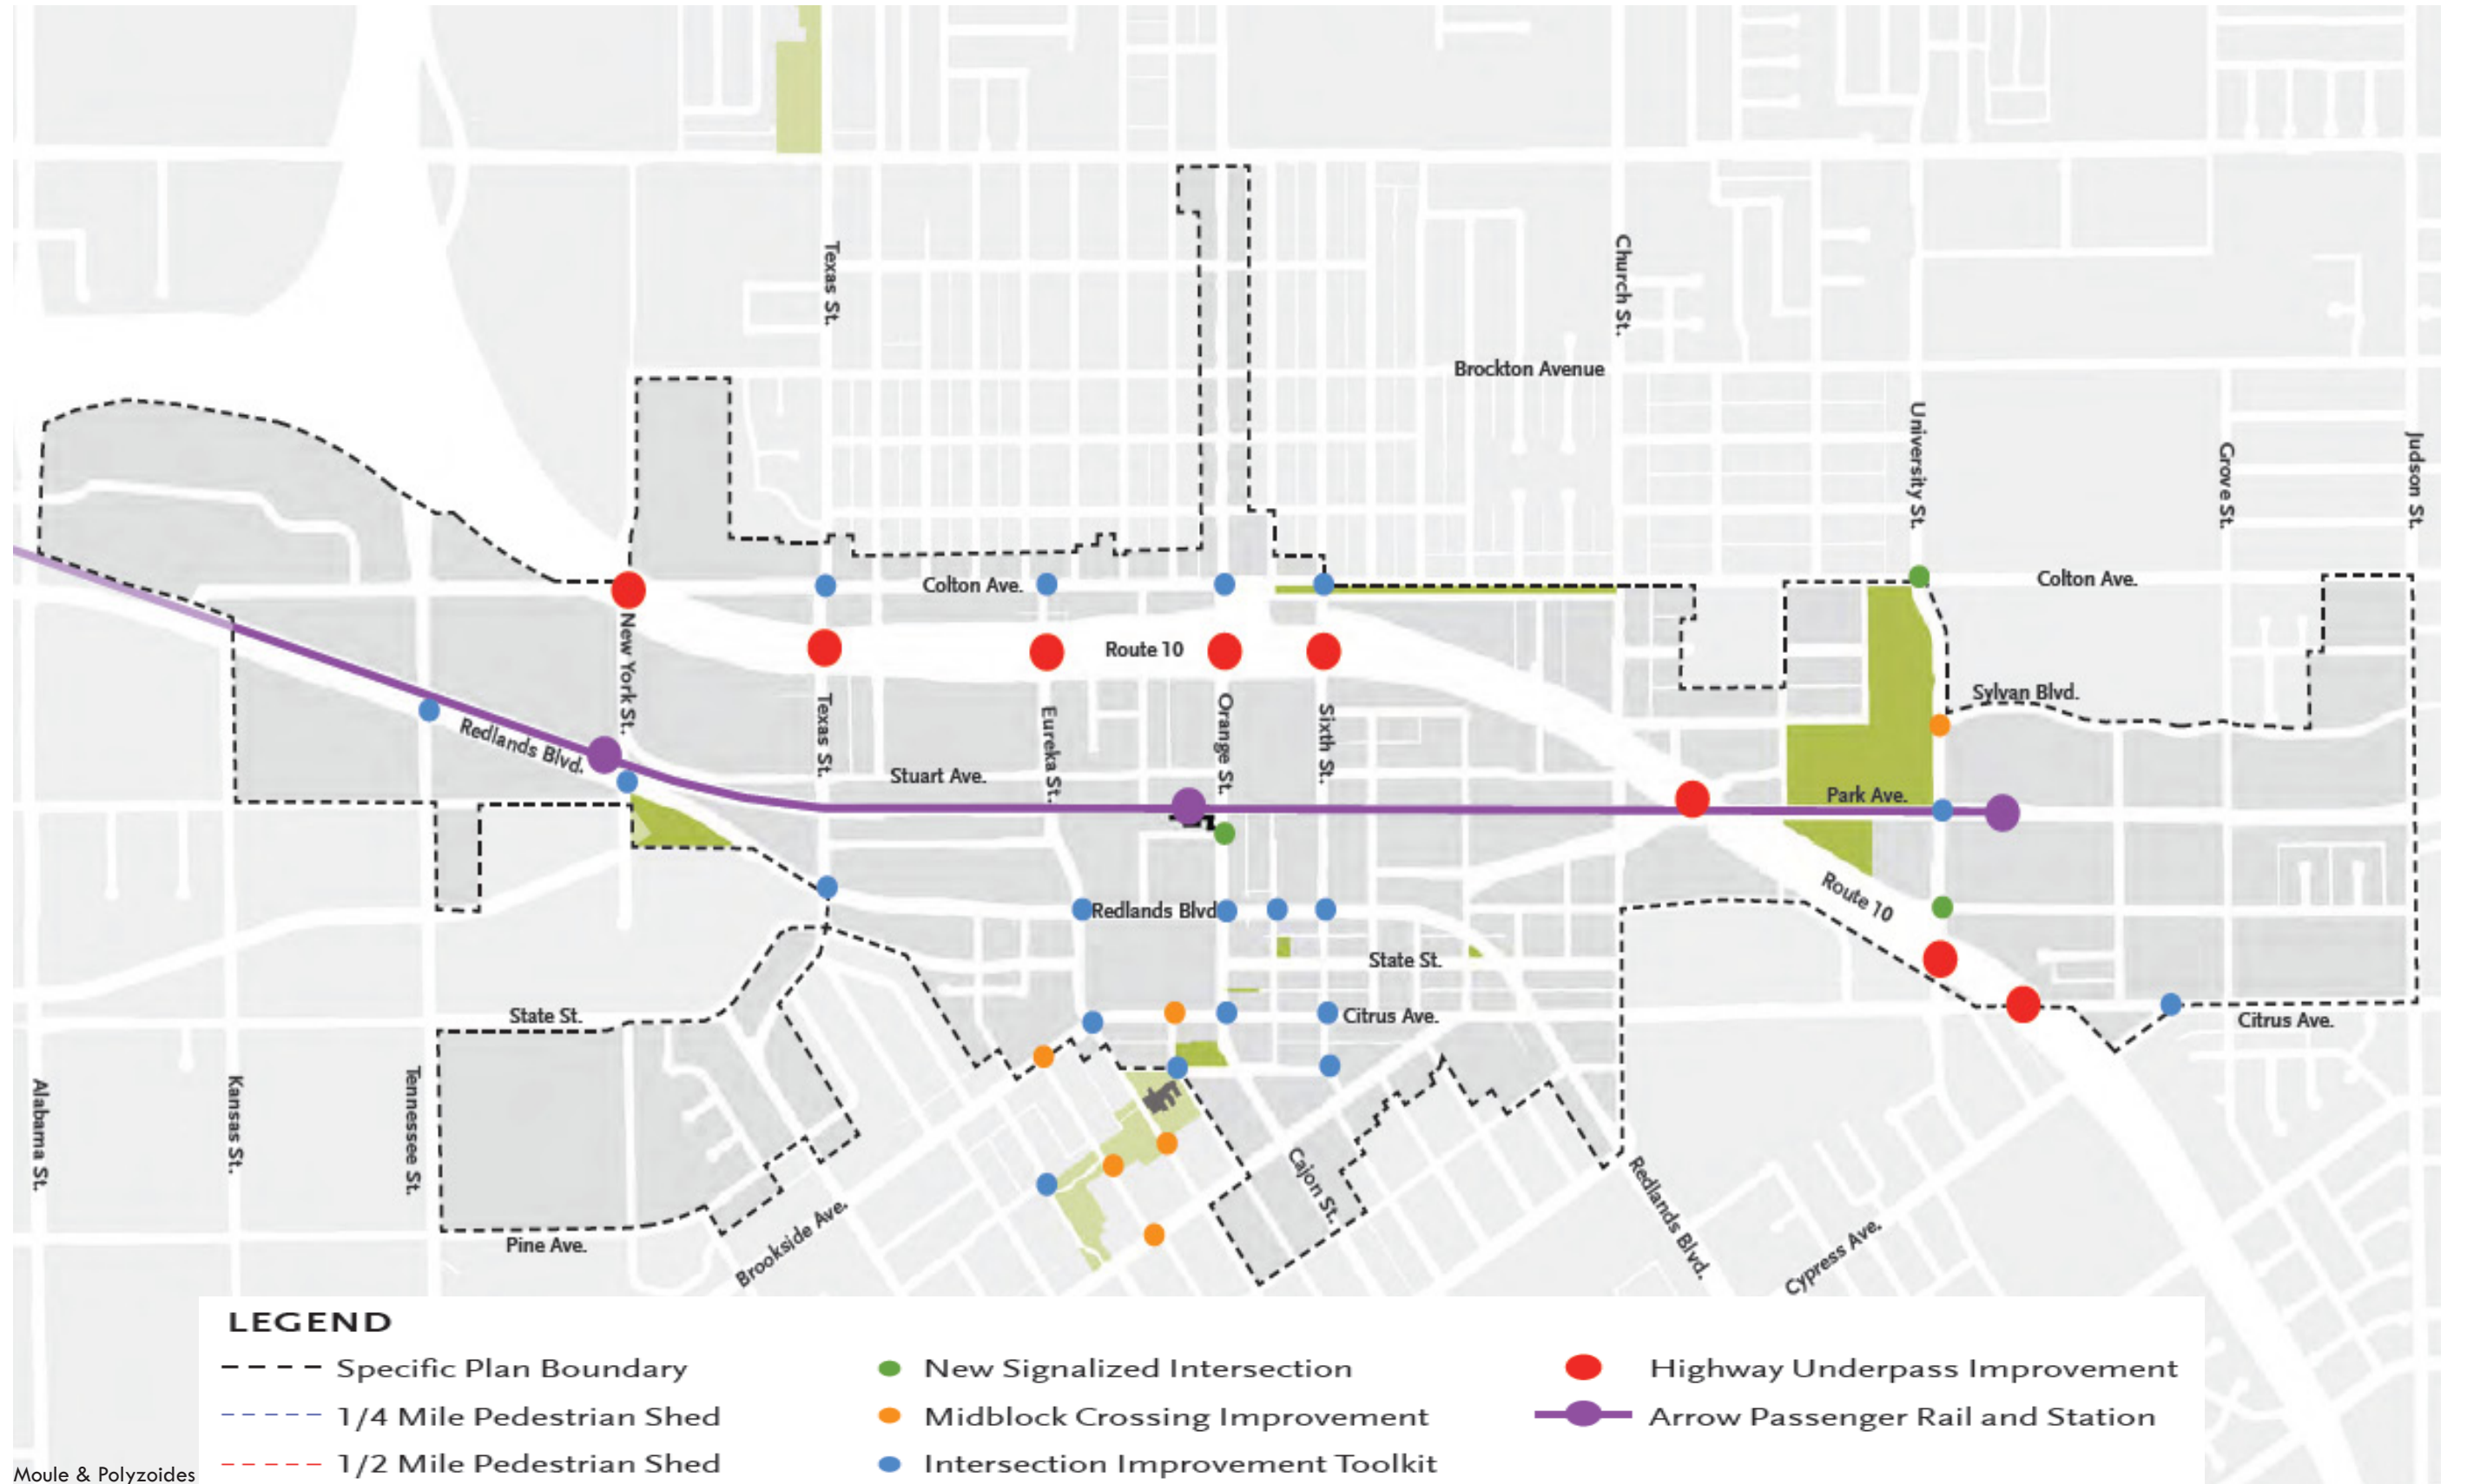 Texas St.
Church St.
Brockton Avenue
University St.
Grove St.
Judson St.
Colton Ave.
Colton Ave.
New York St.
Route 10
Sylvan Blvd.
Redlands Blvd.
Texas St.
Eureka St.
Orange St.
Sixth St.
Stuart Ave.
Park Ave.
Route 10
Redlands Blvd.
State St.
State St.
Citrus Ave.
Citrus Ave.
Alabama St.
Kansas St.
Tennessee St.
Cajon St.
Redlands Blvd.
Brookside Ave.
Pine Ave.
Cypress Ave.
LEGEND
Specific Plan Boundary
1/4 Mile Pedestrian Shed
1/2 Mile Pedestrian Shed
New Signalized Intersection
Midblock Crossing Improvement
Intersection Improvement Toolkit
Highway Underpass Improvement
Arrow Passenger Rail and Station
Moule & Polyzoides